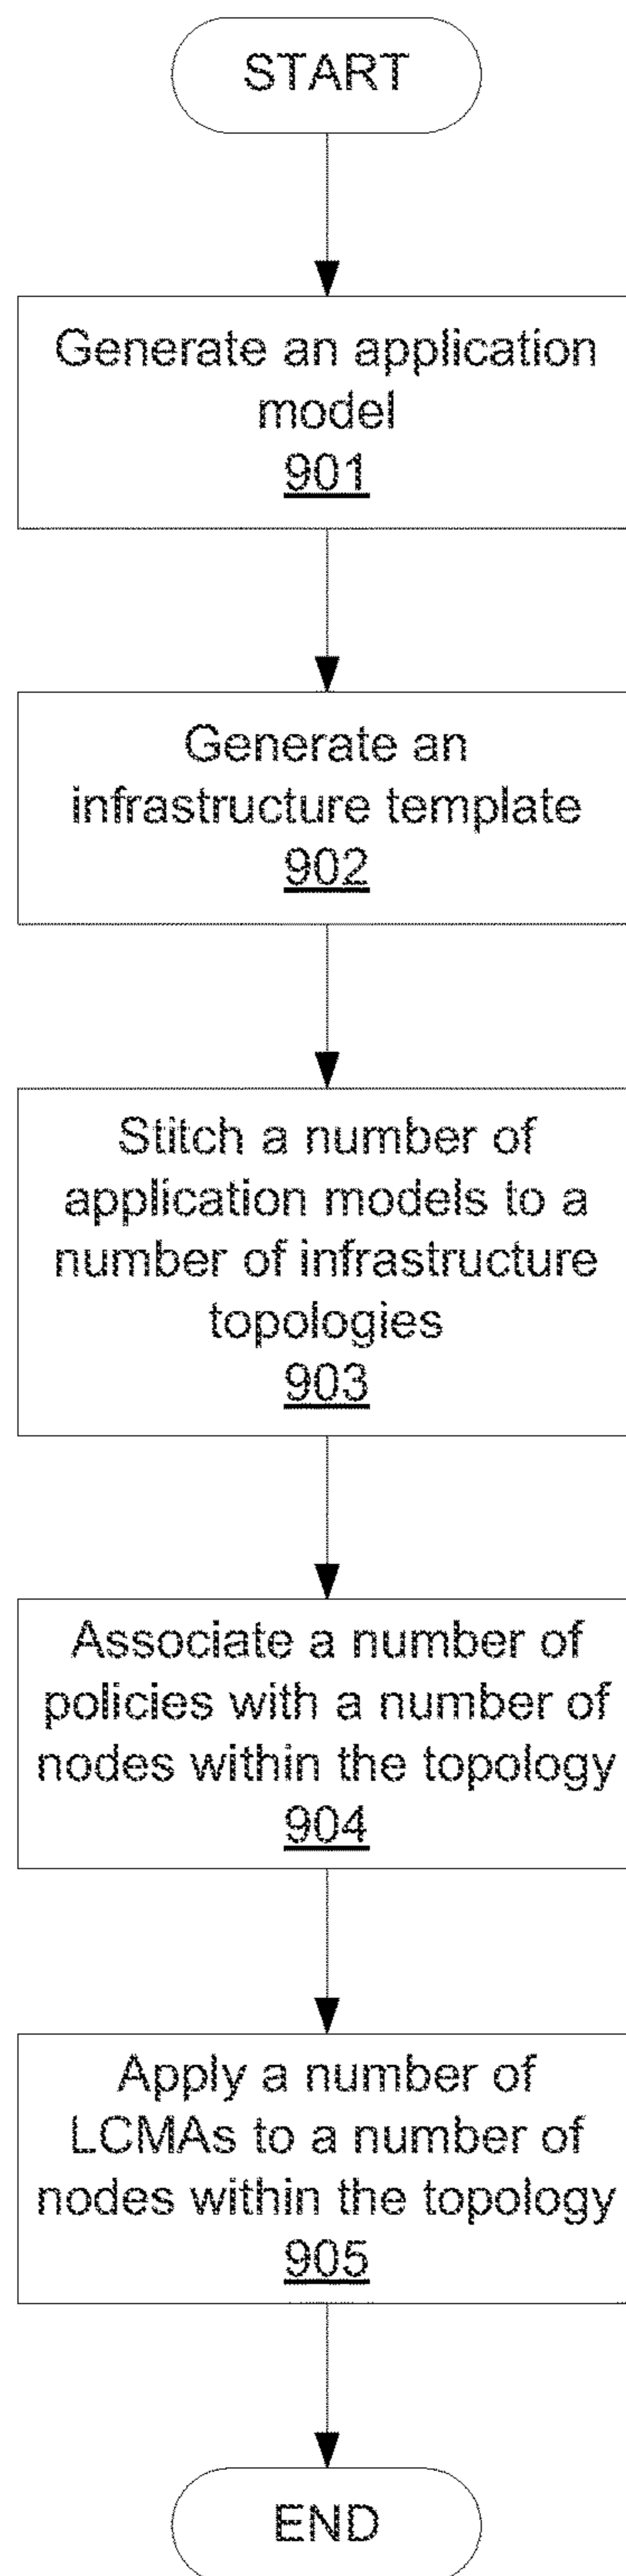 START
Generate an application
model
901
Generate an
infrastructure template
902
Stitch a number of
application models to a
number of infrastructure
topologies
903
Associate a number of
policies with a number of
nodes within the topology
904
Apply a number of
LCMAs to a number of
nodes within the topology
905
END